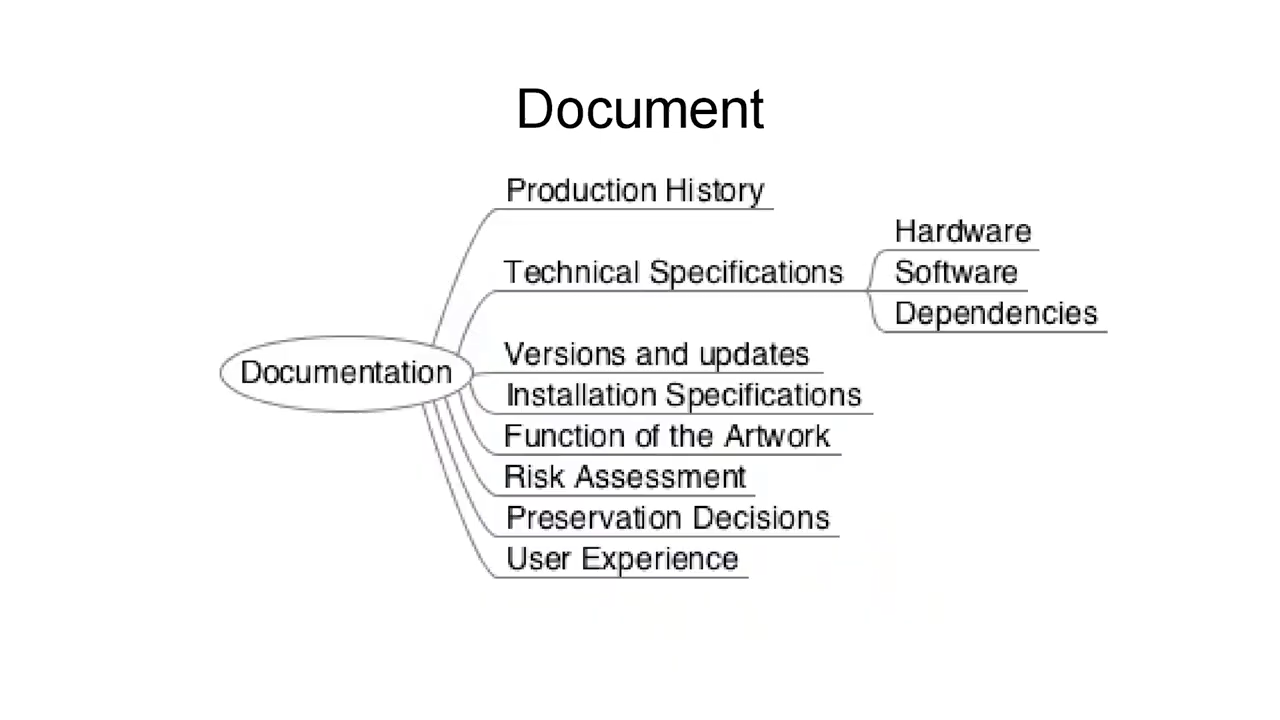 Document
Production History
Hardware
Technical Specifications
Software
Dependencies
Versions and updates
Documentation
Installation Specifications
Function of the Artwork
Risk Assessment
Preservation Decisions
User Experience